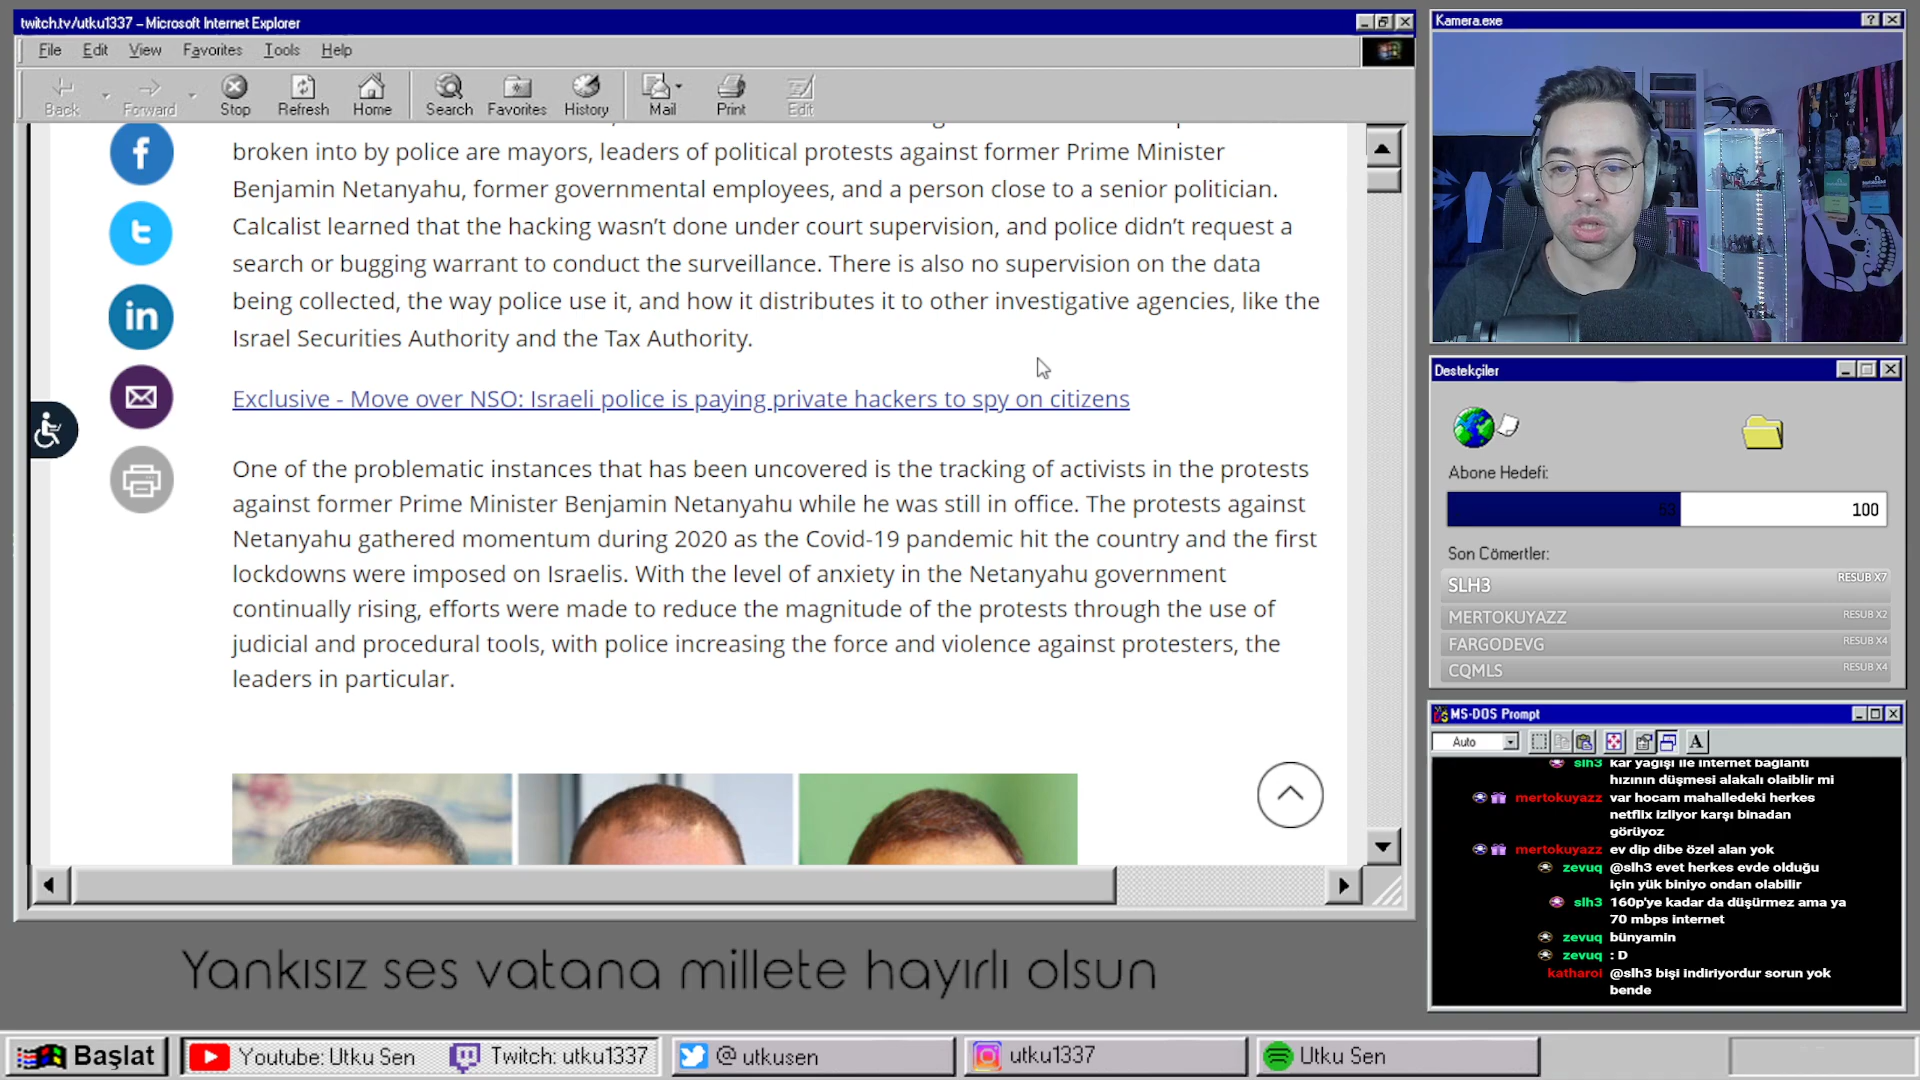 twitch.tv/utku1337 – Microsoft Internet Explorer
File Edit View Favorites Tools Help
Back Forward Stop Refresh Home Search Favorites History Mail Print Edit
broken into by police are mayors, leaders of political protests against former Prime Minister
Benjamin Netanyahu, former governmental employees, and a person close to a senior politician.
Calcalist learned that the hacking wasn't done under court supervision, and police didn't request a
search or bugging warrant to conduct the surveillance. There is also no supervision on the data
being collected, the way police use it, and how it distributes it to other investigative agencies, like the
Israel Securities Authority and the Tax Authority.
Exclusive - Move over NSO: Israeli police is paying private hackers to spy on citizens
One of the problematic instances that has been uncovered is the tracking of activists in the protests
against former Prime Minister Benjamin Netanyahu while he was still in office. The protests against
Netanyahu gathered momentum during 2020 as the Covid-19 pandemic hit the country and the first
lockdowns were imposed on Israelis. With the level of anxiety in the Netanyahu government
continually rising, efforts were made to reduce the magnitude of the protests through the use of
judicial and procedural tools, with police increasing the force and violence against protesters, the
leaders in particular.
Yankısız ses vatana millete hayırlı olsun
Kamera.exe
Destekçiler
Abone Hedefi:
63 100
Son Cömertler:
SLH3 RESUB X7
MERTOKUYAZZ RESUB X2
FARGODEVG RESUB X4
CQMLS RESUB X4
MS-DOS Prompt
Auto
slh3 kar yağışı ile internet bağlantı
hızının düşmesi alakalı olaiblir mi
mertokuyazz var hocam mahalledeki herkes
netflix izliyor karşı binadan
görüyoz
mertokuyazz ev dip dibe özel alan yok
zevuq @slh3 evet herkes evde olduğu
için yük biniyo ondan olabilir
slh3 160p'ye kadar da düşürmez ama ya
70 mbps internet
zevuq bünyamin
zevuq : D
katharoi @slh3 bişi indiriyordur sorun yok
bende
Başlat Youtube: Utku Sen Twitch: utku1337 @utkusen utku1337 Utku Sen